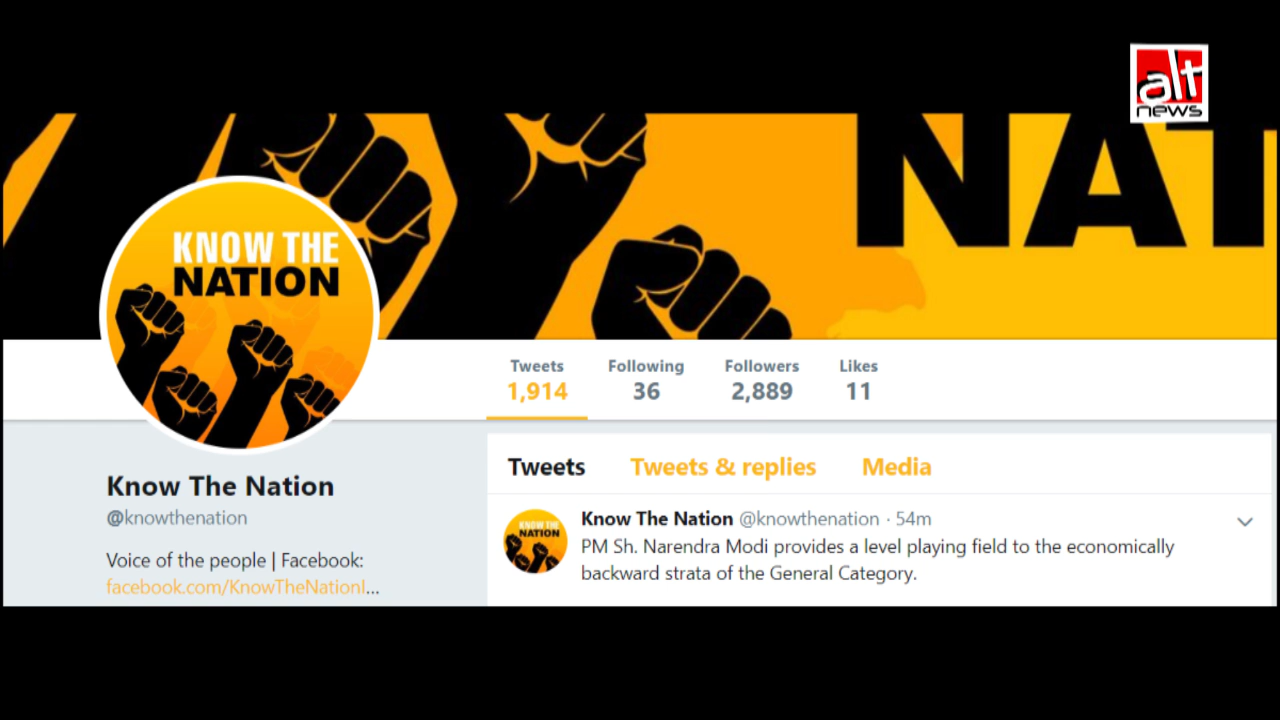 alt
news
NAT
KNOW THE
NATION
Tweets
1,914
Following
36
Followers
2,889
Likes
11
Know The Nation
@knowthenation
Voice of the people | Facebook:
facebook.com/KnowTheNationI...
Tweets
Tweets & replies
Media
KNOW THE
NATION
Know The Nation @knowthenation · 54m
PM Sh. Narendra Modi provides a level playing field to the economically
backward strata of the General Category.